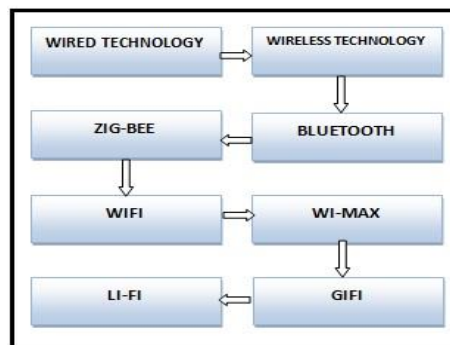 WIRED TECHNOLOGY
WIRELESS TECHNOLOGY
ZIG-BEE
BLUETOOTH
WIFI
WI-MAX
LI-FI
GIFI